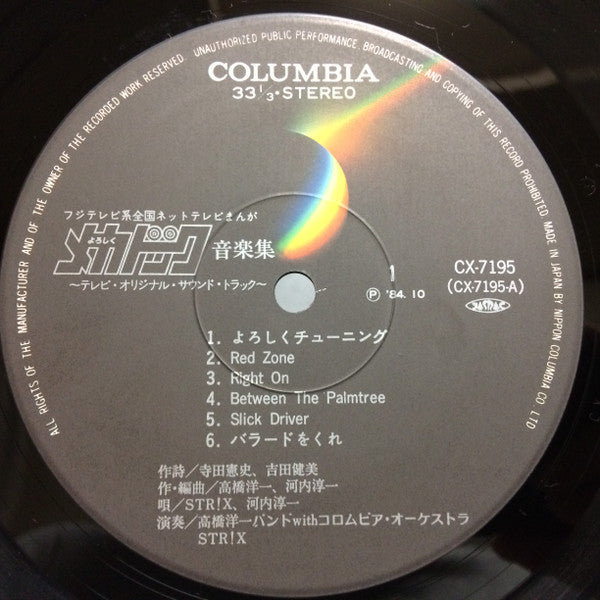 ALL RIGHTS OF THE MANUFACTURER AND OF THE OWNER OF THE RECORDED WORK RESERVED. UNAUTHORIZED PUBLIC PERFORMANCE, BROADCASTING AND COPYING OF THIS RECORD PROHIBITED. MADE IN JAPAN BY NIPPON COLUMBIA CO. LTD.
COLUMBIA
33⅓・STEREO
フジテレビ系全国ネットテレビまんが
よろしく
メカドック 音楽集
〜テレビ・オリジナル・サウンド・トラック〜
1
Ⓟ '84.10
CX-7195
(CX-7195-A)
JASRAC
1. よろしくチューニング
2. Red Zone
3. Right On
4. Between The Palmtree
5. Slick Driver
6. バラードをくれ
作詩/寺田憲史、吉田健美
作・編曲/高橋洋一、河内淳一
唄/STR!X、河内淳一
演奏/高橋洋一バンドwithコロムビア・オーケストラ
STR!X